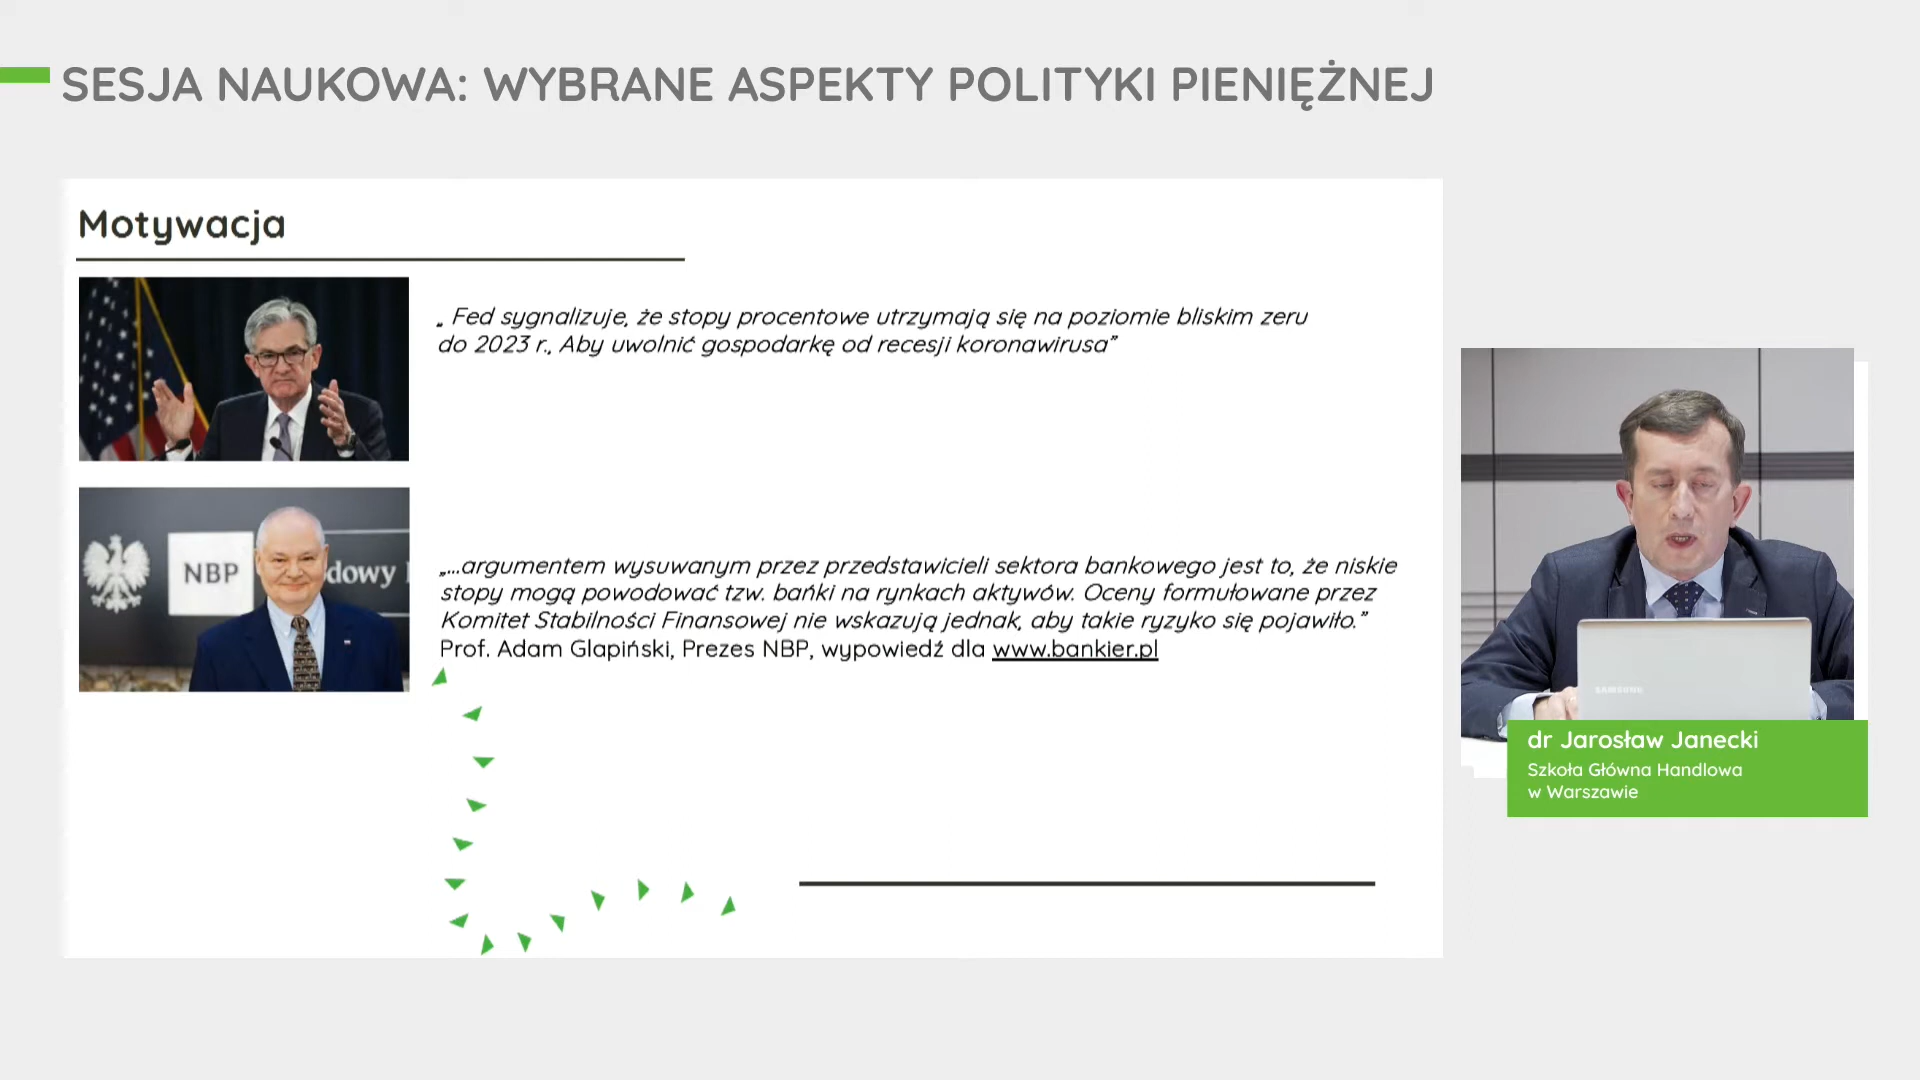 SESJA NAUKOWA: WYBRANE ASPEKTY POLITYKI PIENIĘŻNEJ
Motywacja
„ Fed sygnalizuje, że stopy procentowe utrzymają się na poziomie bliskim zeru
do 2023 r., Aby uwolnić gospodarkę od recesji koronawirusa”
NBP
dowy
„...argumentem wysuwanym przez przedstawicieli sektora bankowego jest to, że niskie
stopy mogą powodować tzw. bańki na rynkach aktywów. Oceny formułowane przez
Komitet Stabilności Finansowej nie wskazują jednak, aby takie ryzyko się pojawiło.”
Prof. Adam Glapiński, Prezes NBP, wypowiedź dla www.bankier.pl
SAMSUNG
dr Jarosław Janecki
Szkoła Główna Handlowa
w Warszawie